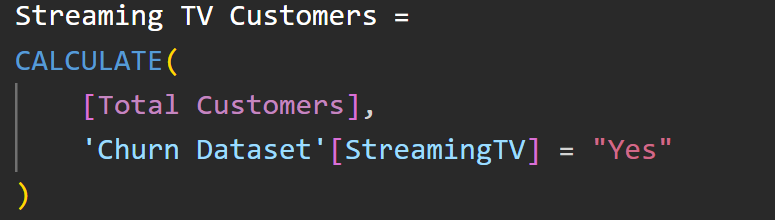 Streaming TV Customers =
CALCULATE(
    [Total Customers],
    'Churn Dataset'[StreamingTV] = "Yes"
)